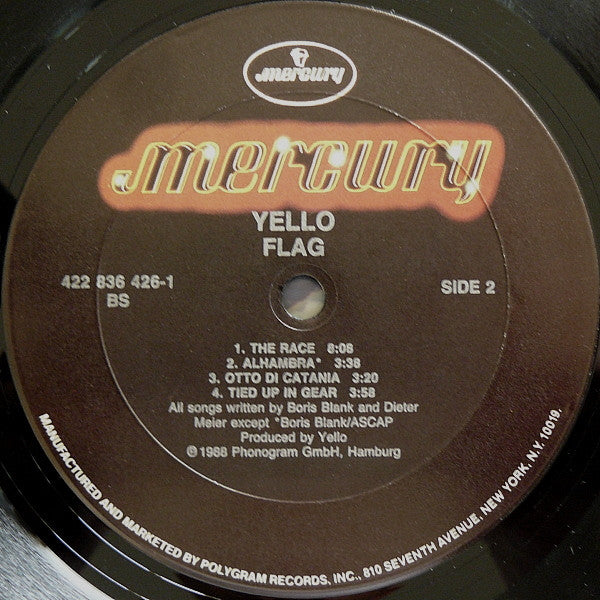 mercury
mercury
YELLO
FLAG
422 836 426-1
BS
SIDE 2
1. THE RACE 8:08
2. ALHAMBRA* 3:38
3. OTTO DI CATANIA 3:20
4. TIED UP IN GEAR 3:58
All songs written by Boris Blank and Dieter
Meier except *Boris Blank/ASCAP
Produced by Yello
℗ 1988 Phonogram GmbH, Hamburg
MANUFACTURED AND MARKETED BY POLYGRAM RECORDS, INC., 810 SEVENTH AVENUE, NEW YORK, N.Y. 10019.